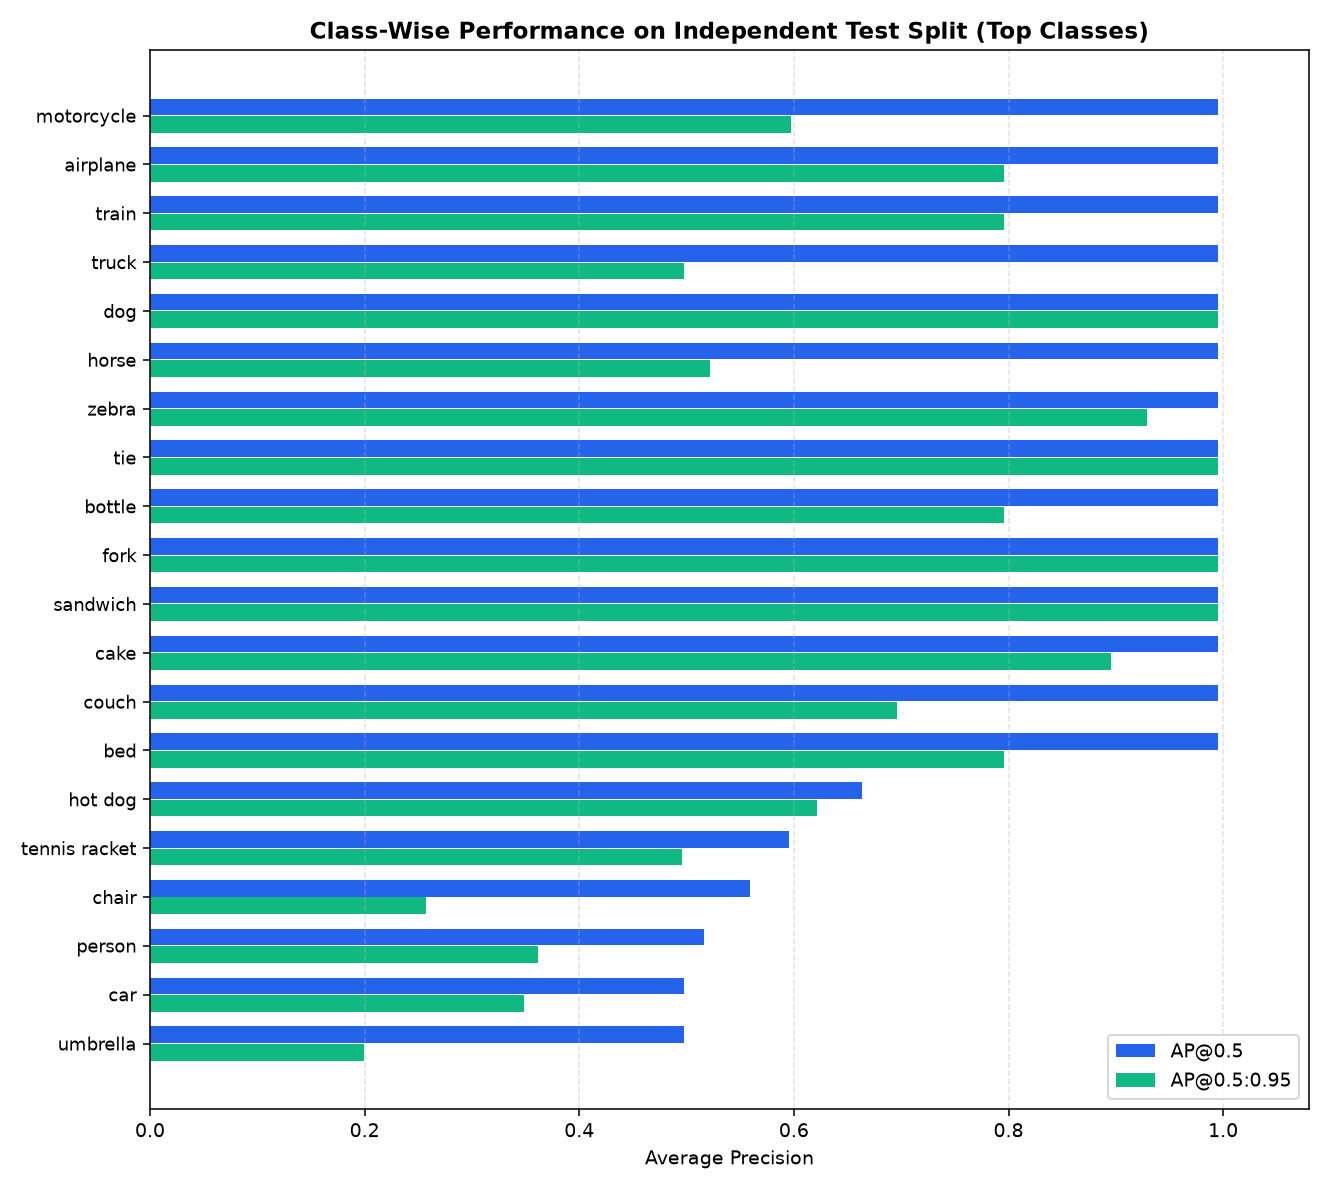 Class-Wise Performance on Independent Test Split (Top Classes)
motorcycle
airplane
train
truck
dog
horse
zebra
tie
bottle
fork
sandwich
cake
couch
bed
hot dog
tennis racket
chair
person
car
umbrella
AP@0.5
AP@0.5:0.95
0.0 0.2 0.4 0.6 0.8 1.0
Average Precision